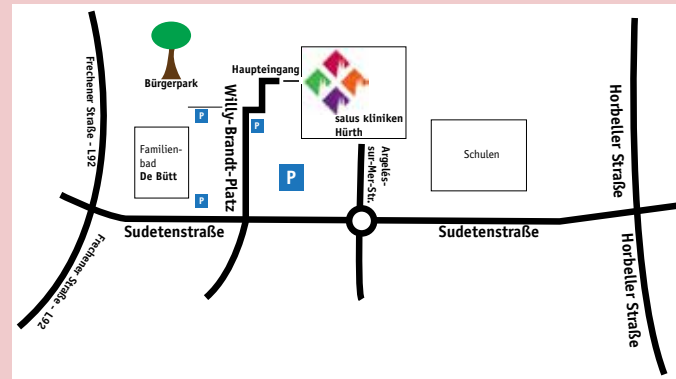 Frechener Straße - L92
Bürgerpark
Haupteingang
salus kliniken
Hürth
P
P
Willy-Brandt-Platz
Familien-
bad
De Bütt
P
P
Argelés-
sur-Mer-Str.
Schulen
Horbeller Straße
Sudetenstraße
Sudetenstraße
Frechener Straße - L92
Horbeller Straße